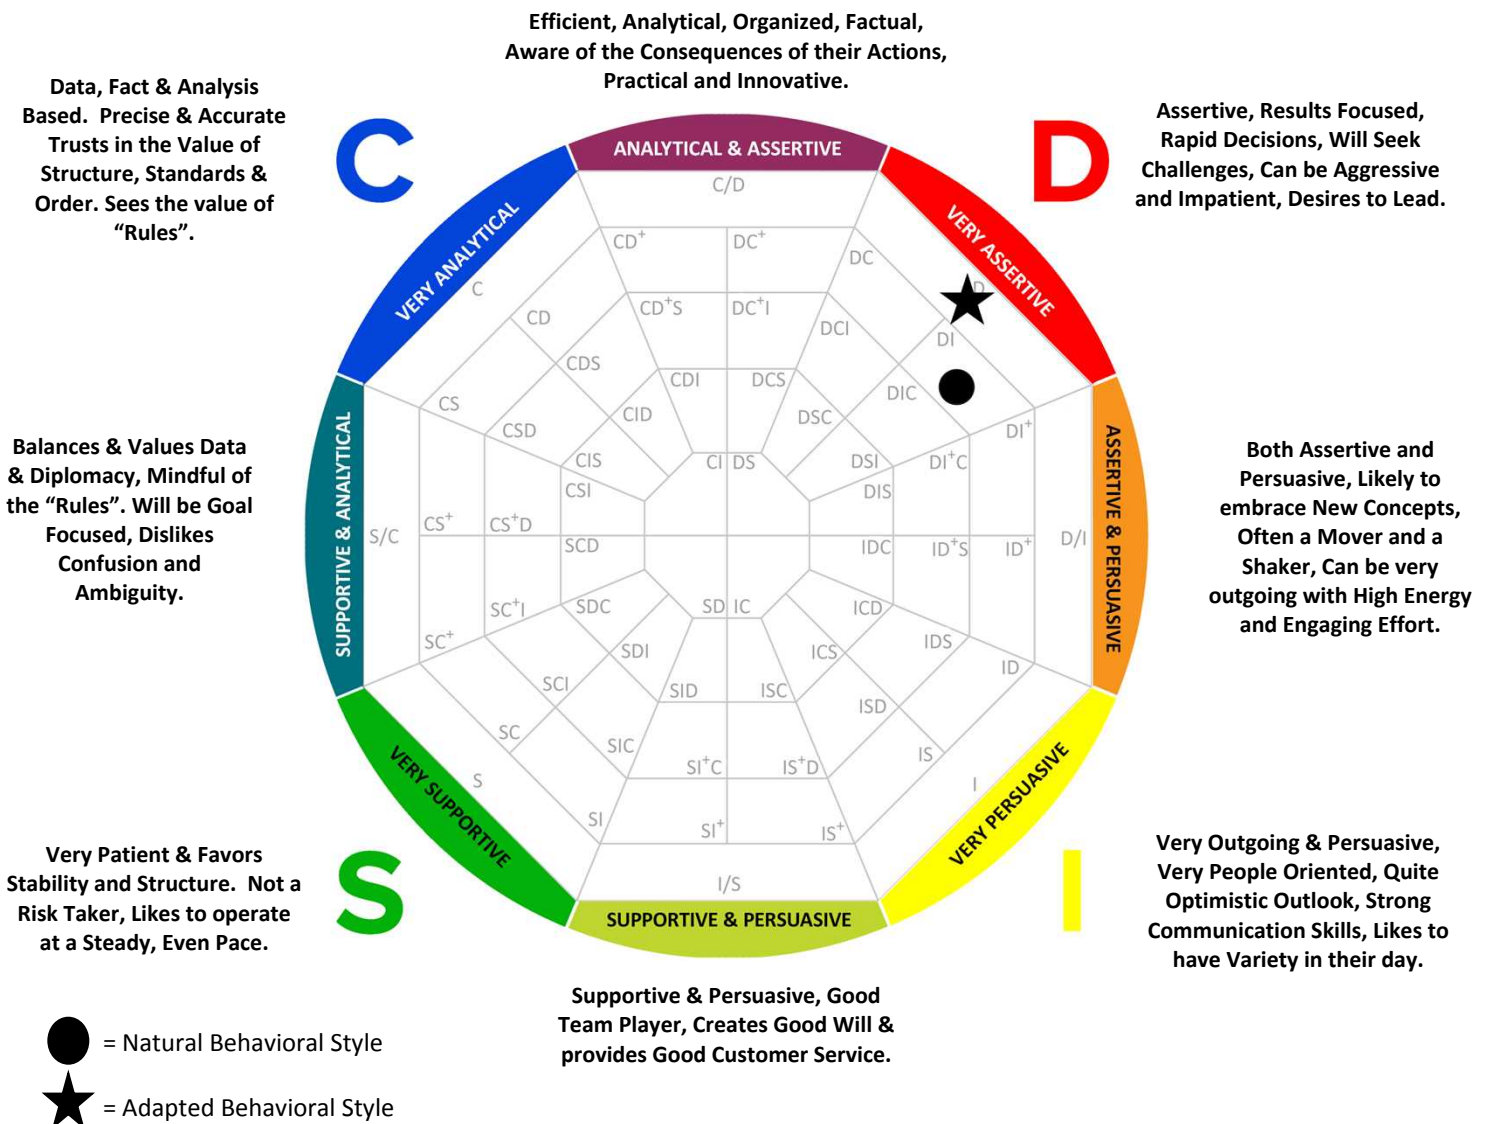 Efficient, Analytical, Organized, Factual,
Aware of the Consequences of their Actions,
Practical and Innovative.
Data, Fact & Analysis
Based. Precise & Accurate
Trusts in the Value of
Structure, Standards &
Order. Sees the value of
“Rules”.
C
D
Assertive, Results Focused,
Rapid Decisions, Will Seek
Challenges, Can be Aggressive
and Impatient, Desires to Lead.
ANALYTICAL & ASSERTIVE
VERY ANALYTICAL
VERY ASSERTIVE
C/D
CD+
DC+
DC
C
D
CD
CD+S
DC+I
DCI
DI
CDS
CDI
DCS
DIC
CS
CID
DSC
CSD
DI+
CIS
CI
DS
DSI
DI+C
CSI
DIS
Balances & Values Data
& Diplomacy, Mindful of
the “Rules”. Will be Goal
Focused, Dislikes
Confusion and
Ambiguity.
SUPPORTIVE & ANALYTICAL
S/C
CS+
CS+D
SCD
IDC
ID+S
ID+
D/I
ASSERTIVE & PERSUASIVE
Both Assertive and
Persuasive, Likely to
embrace New Concepts,
Often a Mover and a
Shaker, Can be very
outgoing with High Energy
and Engaging Effort.
SC+I
SDC
SD
IC
ICD
SC+
SDI
ICS
IDS
ID
SCI
SID
ISC
ISD
SC
SIC
SI+C
IS+D
IS
S
I
SI
SI+
IS+
I/S
VERY SUPPORTIVE
VERY PERSUASIVE
SUPPORTIVE & PERSUASIVE
Very Patient & Favors
Stability and Structure. Not a
Risk Taker, Likes to operate
at a Steady, Even Pace.
S
I
Very Outgoing & Persuasive,
Very People Oriented, Quite
Optimistic Outlook, Strong
Communication Skills, Likes to
have Variety in their day.
Supportive & Persuasive, Good
Team Player, Creates Good Will &
provides Good Customer Service.
= Natural Behavioral Style
= Adapted Behavioral Style